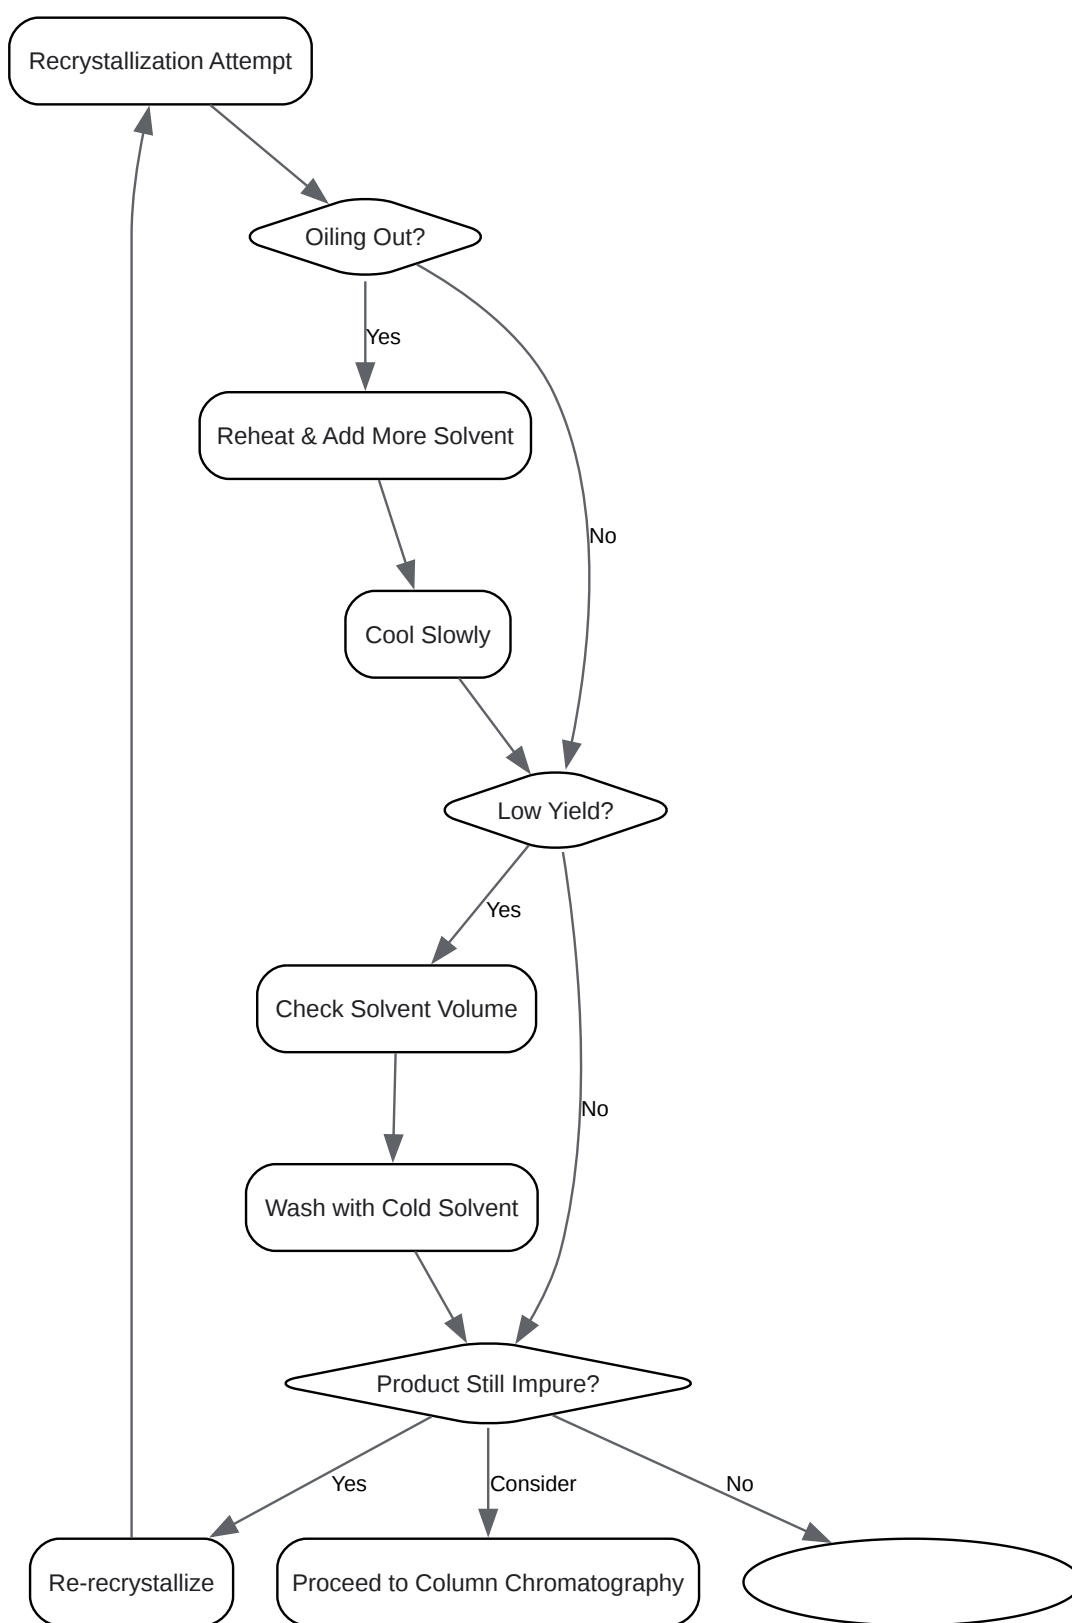 Recrystallization Attempt
Oiling Out?
Yes
Reheat & Add More Solvent
No
Cool Slowly
Low Yield?
Yes
Check Solvent Volume
No
Wash with Cold Solvent
Product Still Impure?
Yes
Consider
No
Re-recrystallize
Proceed to Column Chromatography